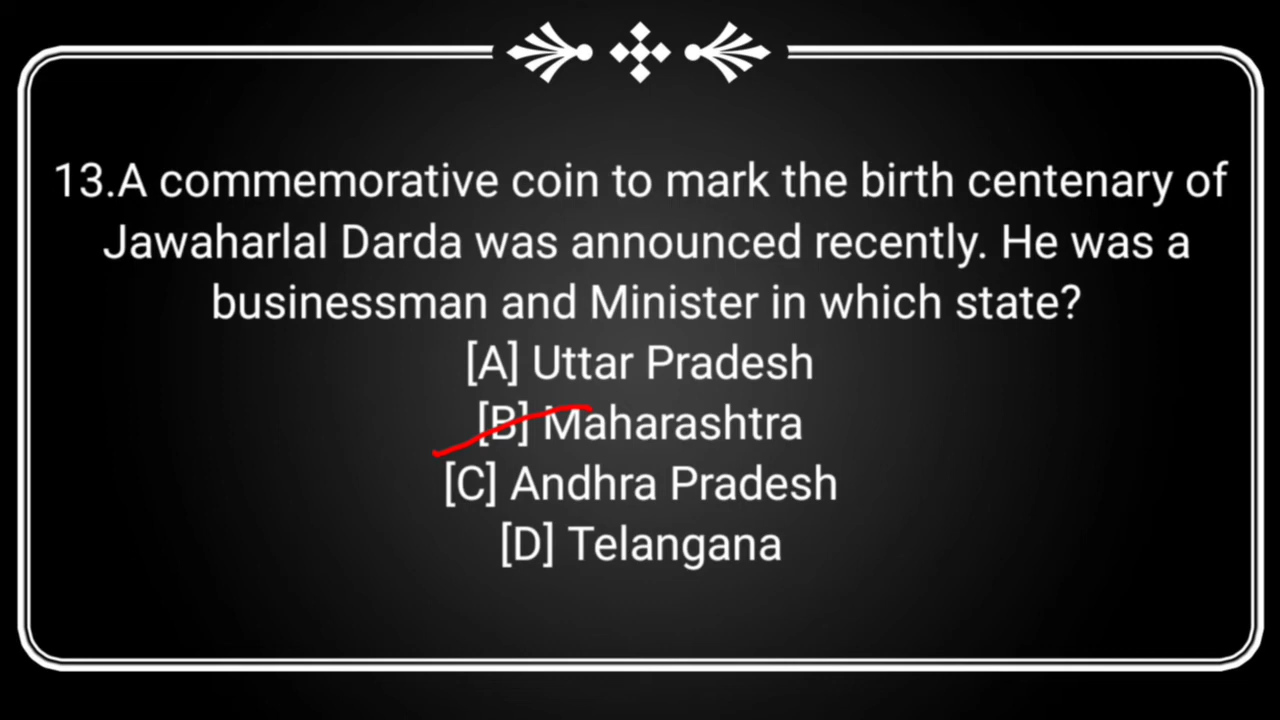 13.A commemorative coin to mark the birth centenary of
Jawaharlal Darda was announced recently. He was a
businessman and Minister in which state?
[A] Uttar Pradesh
[B] Maharashtra
[C] Andhra Pradesh
[D] Telangana